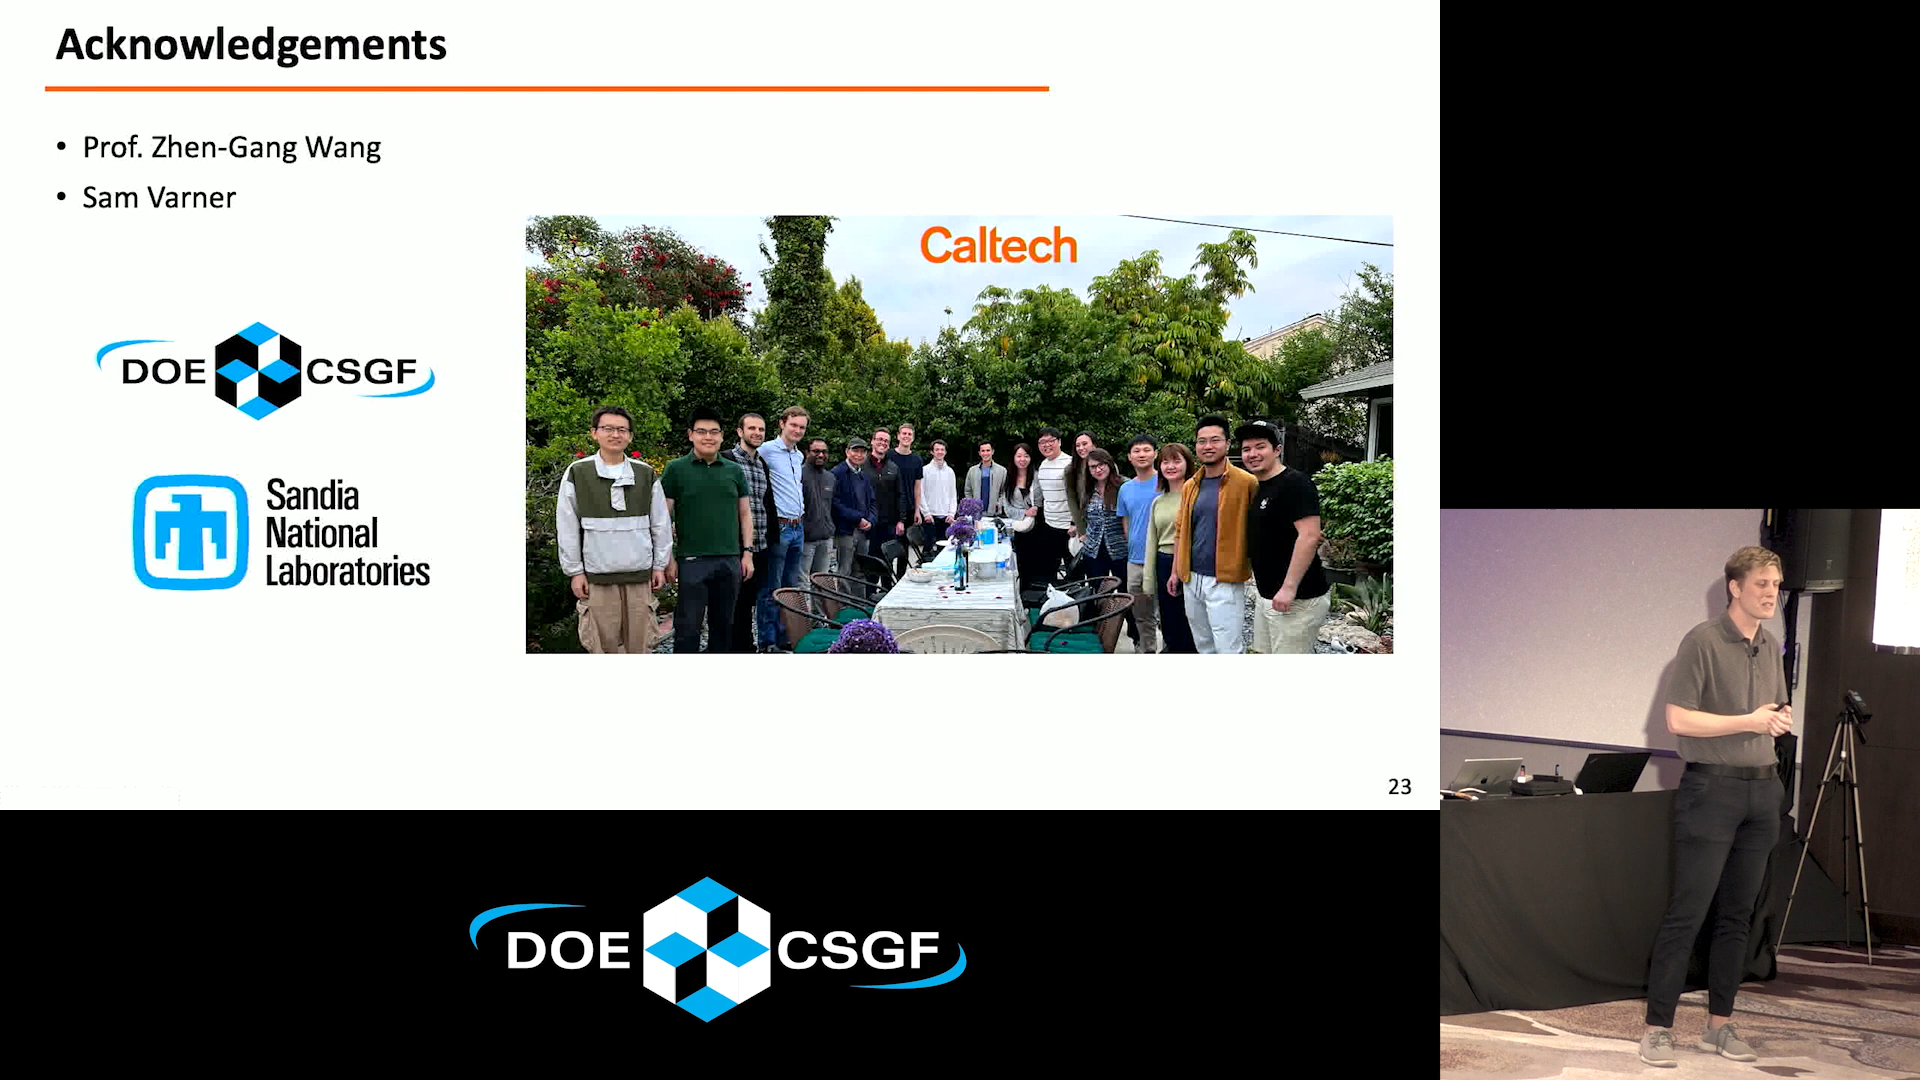 Acknowledgements
• Prof. Zhen-Gang Wang
• Sam Varner
Caltech
DOE CSGF
Sandia
National
Laboratories
23
DOE CSGF